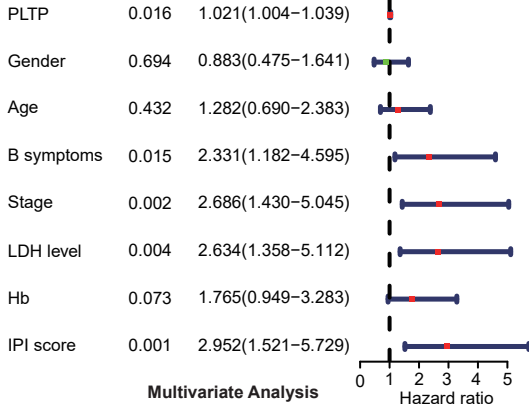 PLTP 0.016 1.021(1.004−1.039)
Gender 0.694 0.883(0.475−1.641)
Age 0.432 1.282(0.690−2.383)
B symptoms 0.015 2.331(1.182−4.595)
Stage 0.002 2.686(1.430−5.045)
LDH level 0.004 2.634(1.358−5.112)
Hb 0.073 1.765(0.949−3.283)
IPI score 0.001 2.952(1.521−5.729)
0 1 2 3 4 5
Multivariate Analysis Hazard ratio